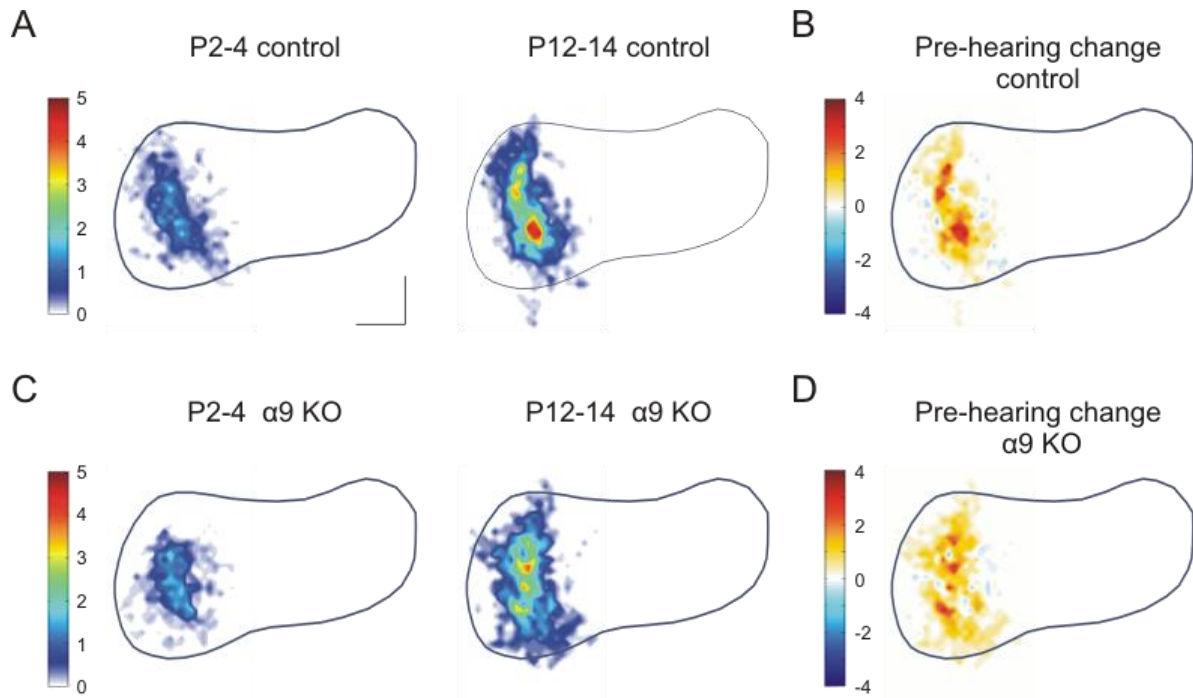 A
P2-4 control
P12-14 control
B
Pre-hearing change
control
5
4
3
2
1
0
4
2
0
-2
-4
C
P2-4 α9 KO
P12-14 α9 KO
D
Pre-hearing change
α9 KO
5
4
3
2
1
0
4
2
0
-2
-4